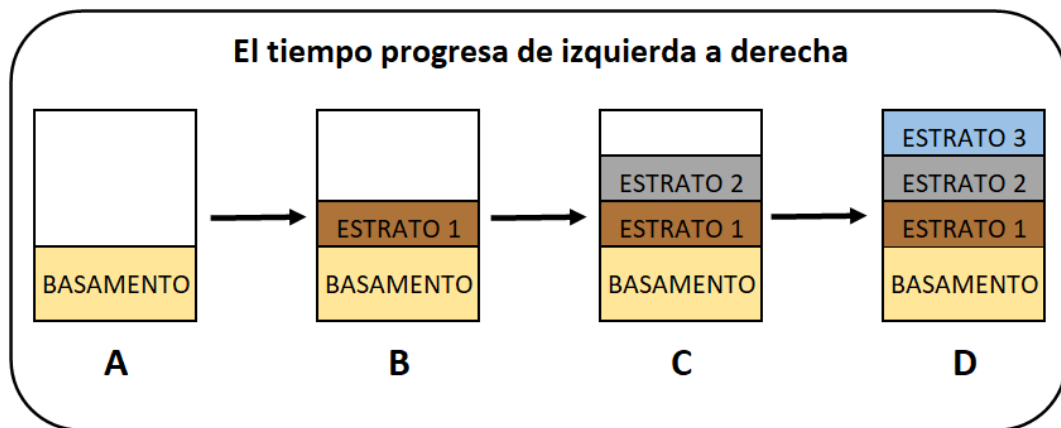 El tiempo progresa de izquierda a derecha
BASAMENTO
A
ESTRATO 1
BASAMENTO
B
ESTRATO 2
ESTRATO 1
BASAMENTO
C
ESTRATO 3
ESTRATO 2
ESTRATO 1
BASAMENTO
D